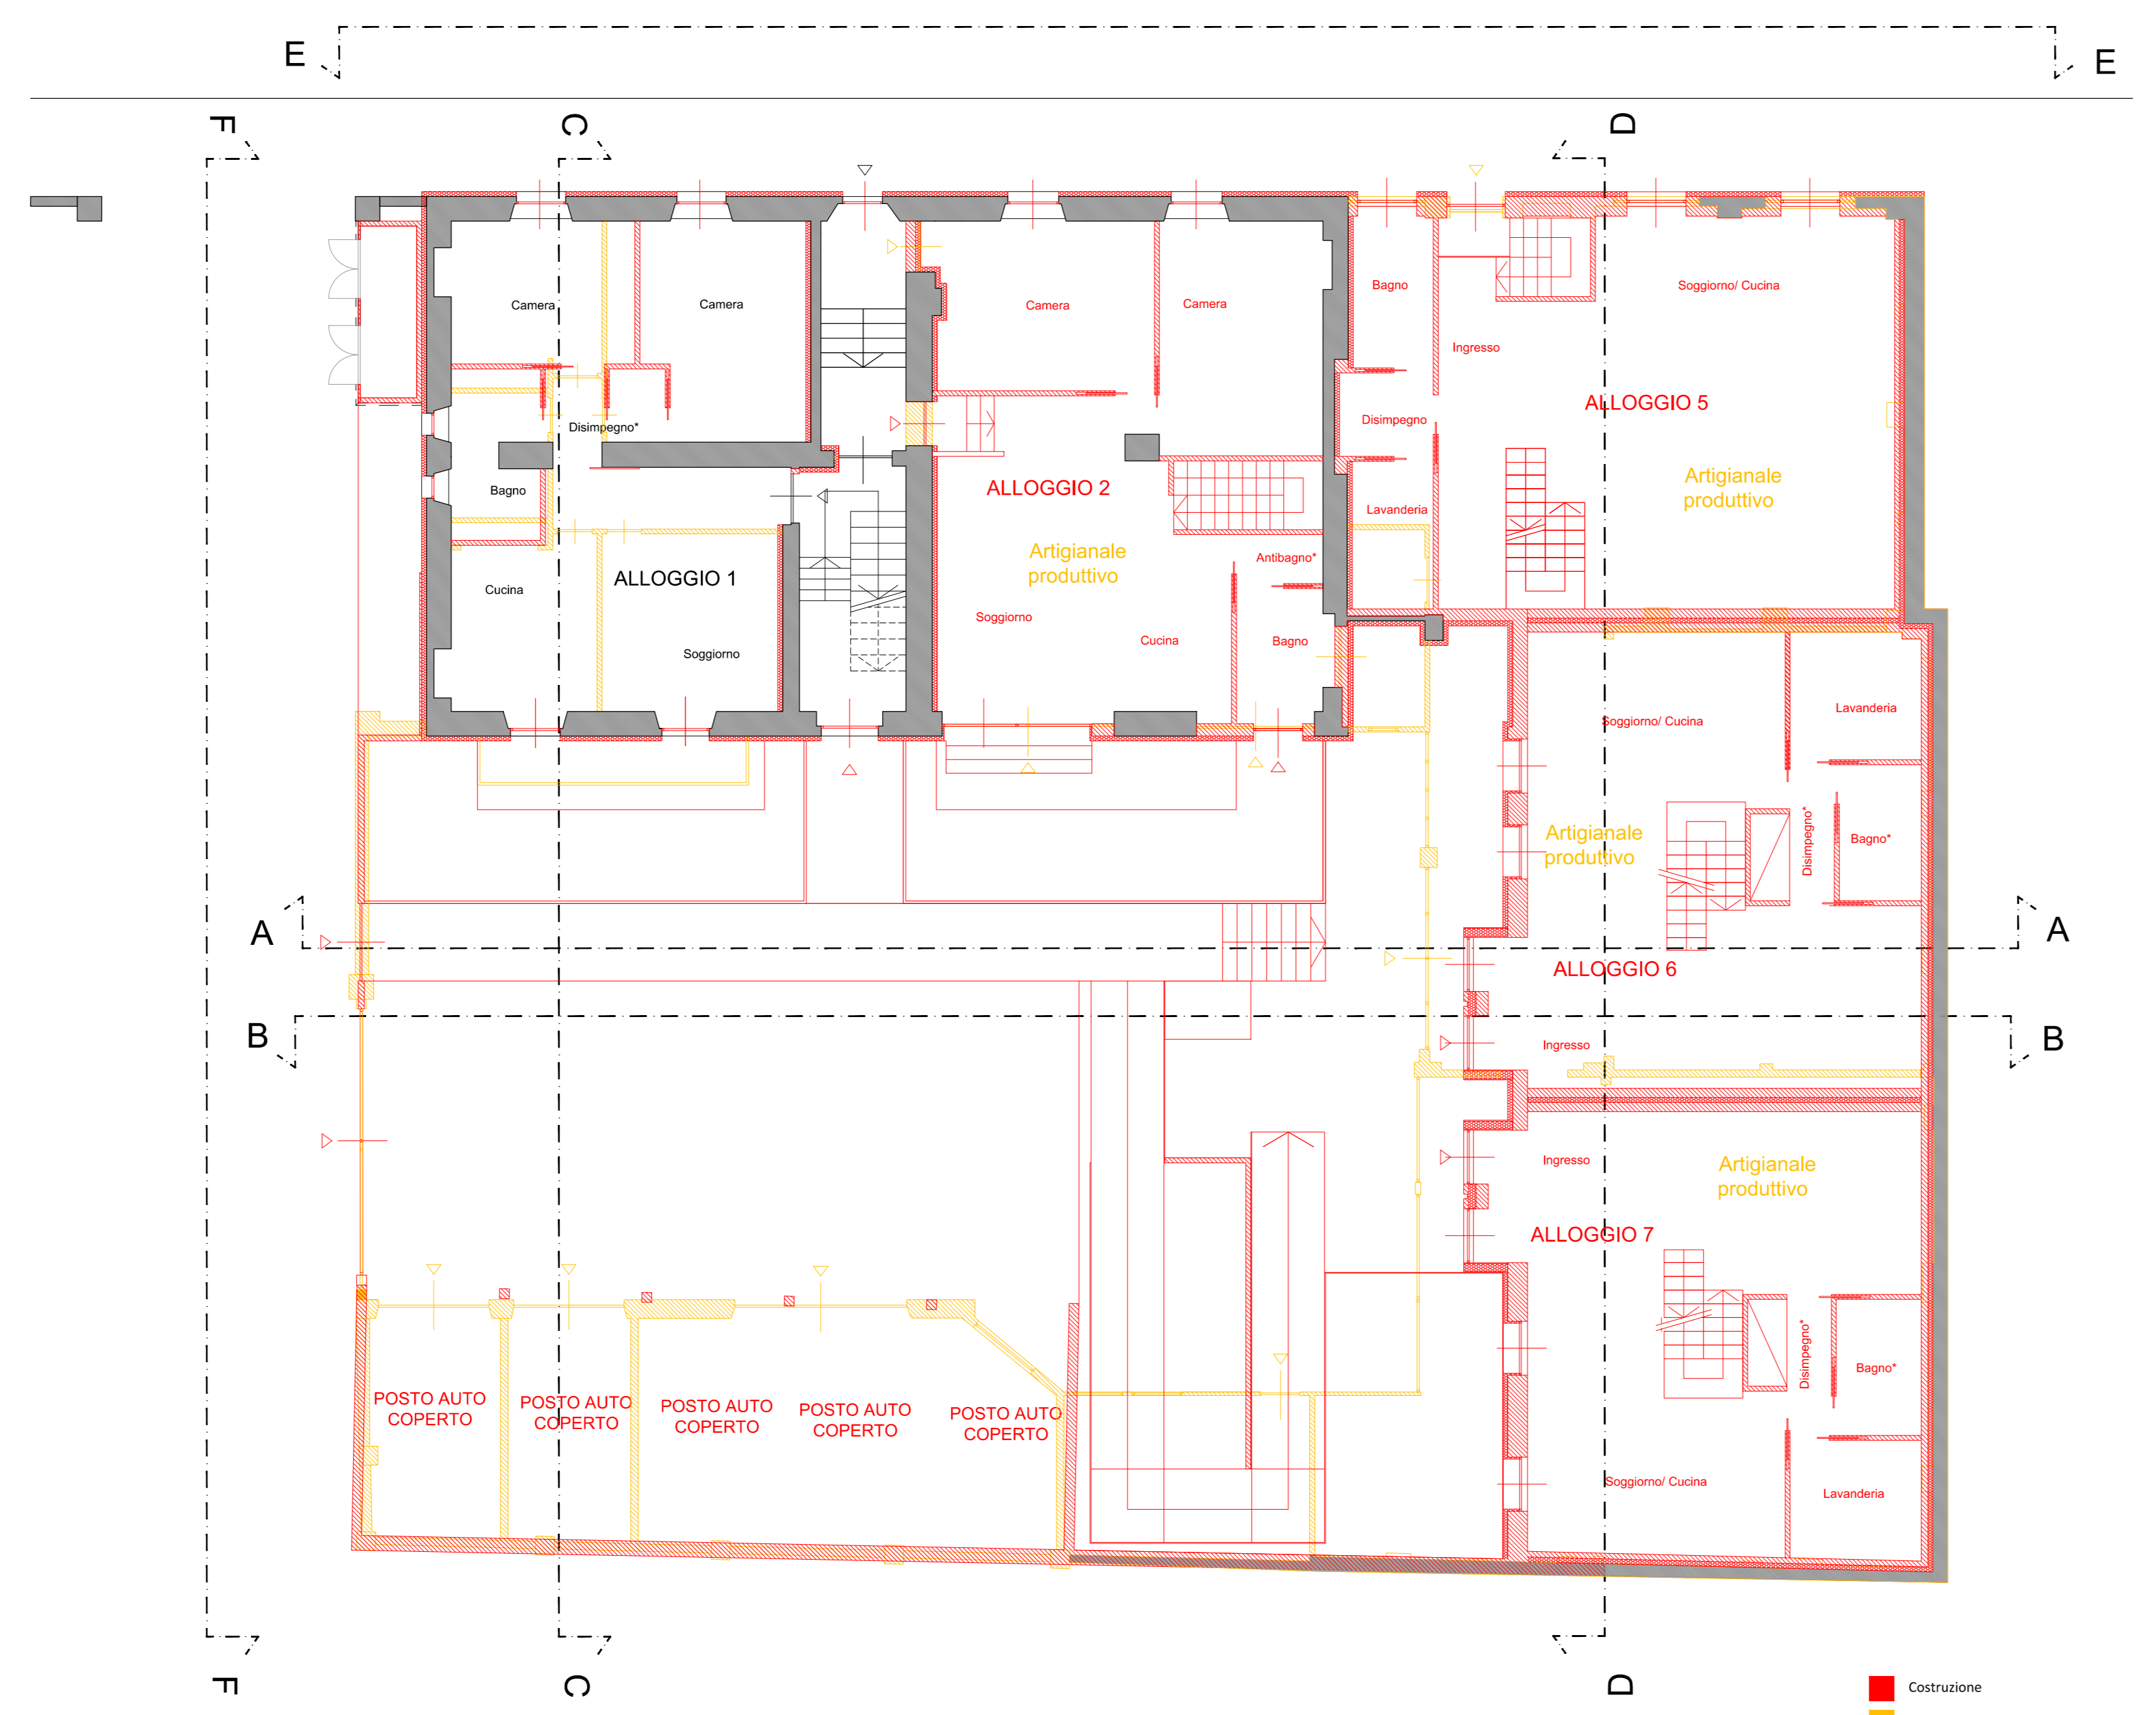 E
E
F
C
D
Camera
Camera
Camera
Camera
Bagno
Soggiorno/ Cucina
Ingresso
ALLOGGIO 5
Disimpegno*
Disimpegno
Bagno
ALLOGGIO 2
Artigianale
produttivo
Lavanderia
Artigianale
produttivo
Antibagno*
Cucina
ALLOGGIO 1
Soggiorno
Soggiorno
Cucina
Bagno
Soggiorno/ Cucina
Lavanderia
Artigianale
produttivo
Disimpegno*
Bagno*
A
A
ALLOGGIO 6
B
B
Ingresso
Ingresso
Artigianale
produttivo
ALLOGGIO 7
Disimpegno*
Bagno*
POSTO AUTO
COPERTO
POSTO AUTO
COPERTO
POSTO AUTO
COPERTO
POSTO AUTO
COPERTO
POSTO AUTO
COPERTO
Soggiorno/ Cucina
Lavanderia
F
C
D
Costruzione